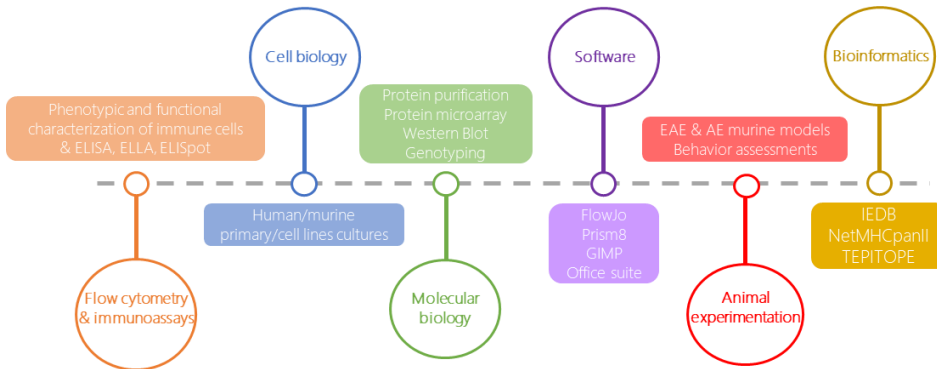 Cell biology
Software
Bioinformatics
Phenotypic and functional
characterization of immune cells
& ELISA, ELLA, ELISpot
Protein purification
Protein microarray
Western Blot
Genotyping
EAE & AE murine models
Behavior assessments
Human/murine
primary/cell lines cultures
FlowJo
Prism8
GIMP
Office suite
IEDB
NetMHCpanII
TEPITOPE
Flow cytometry
& immunoassays
Molecular
biology
Animal
experimentation